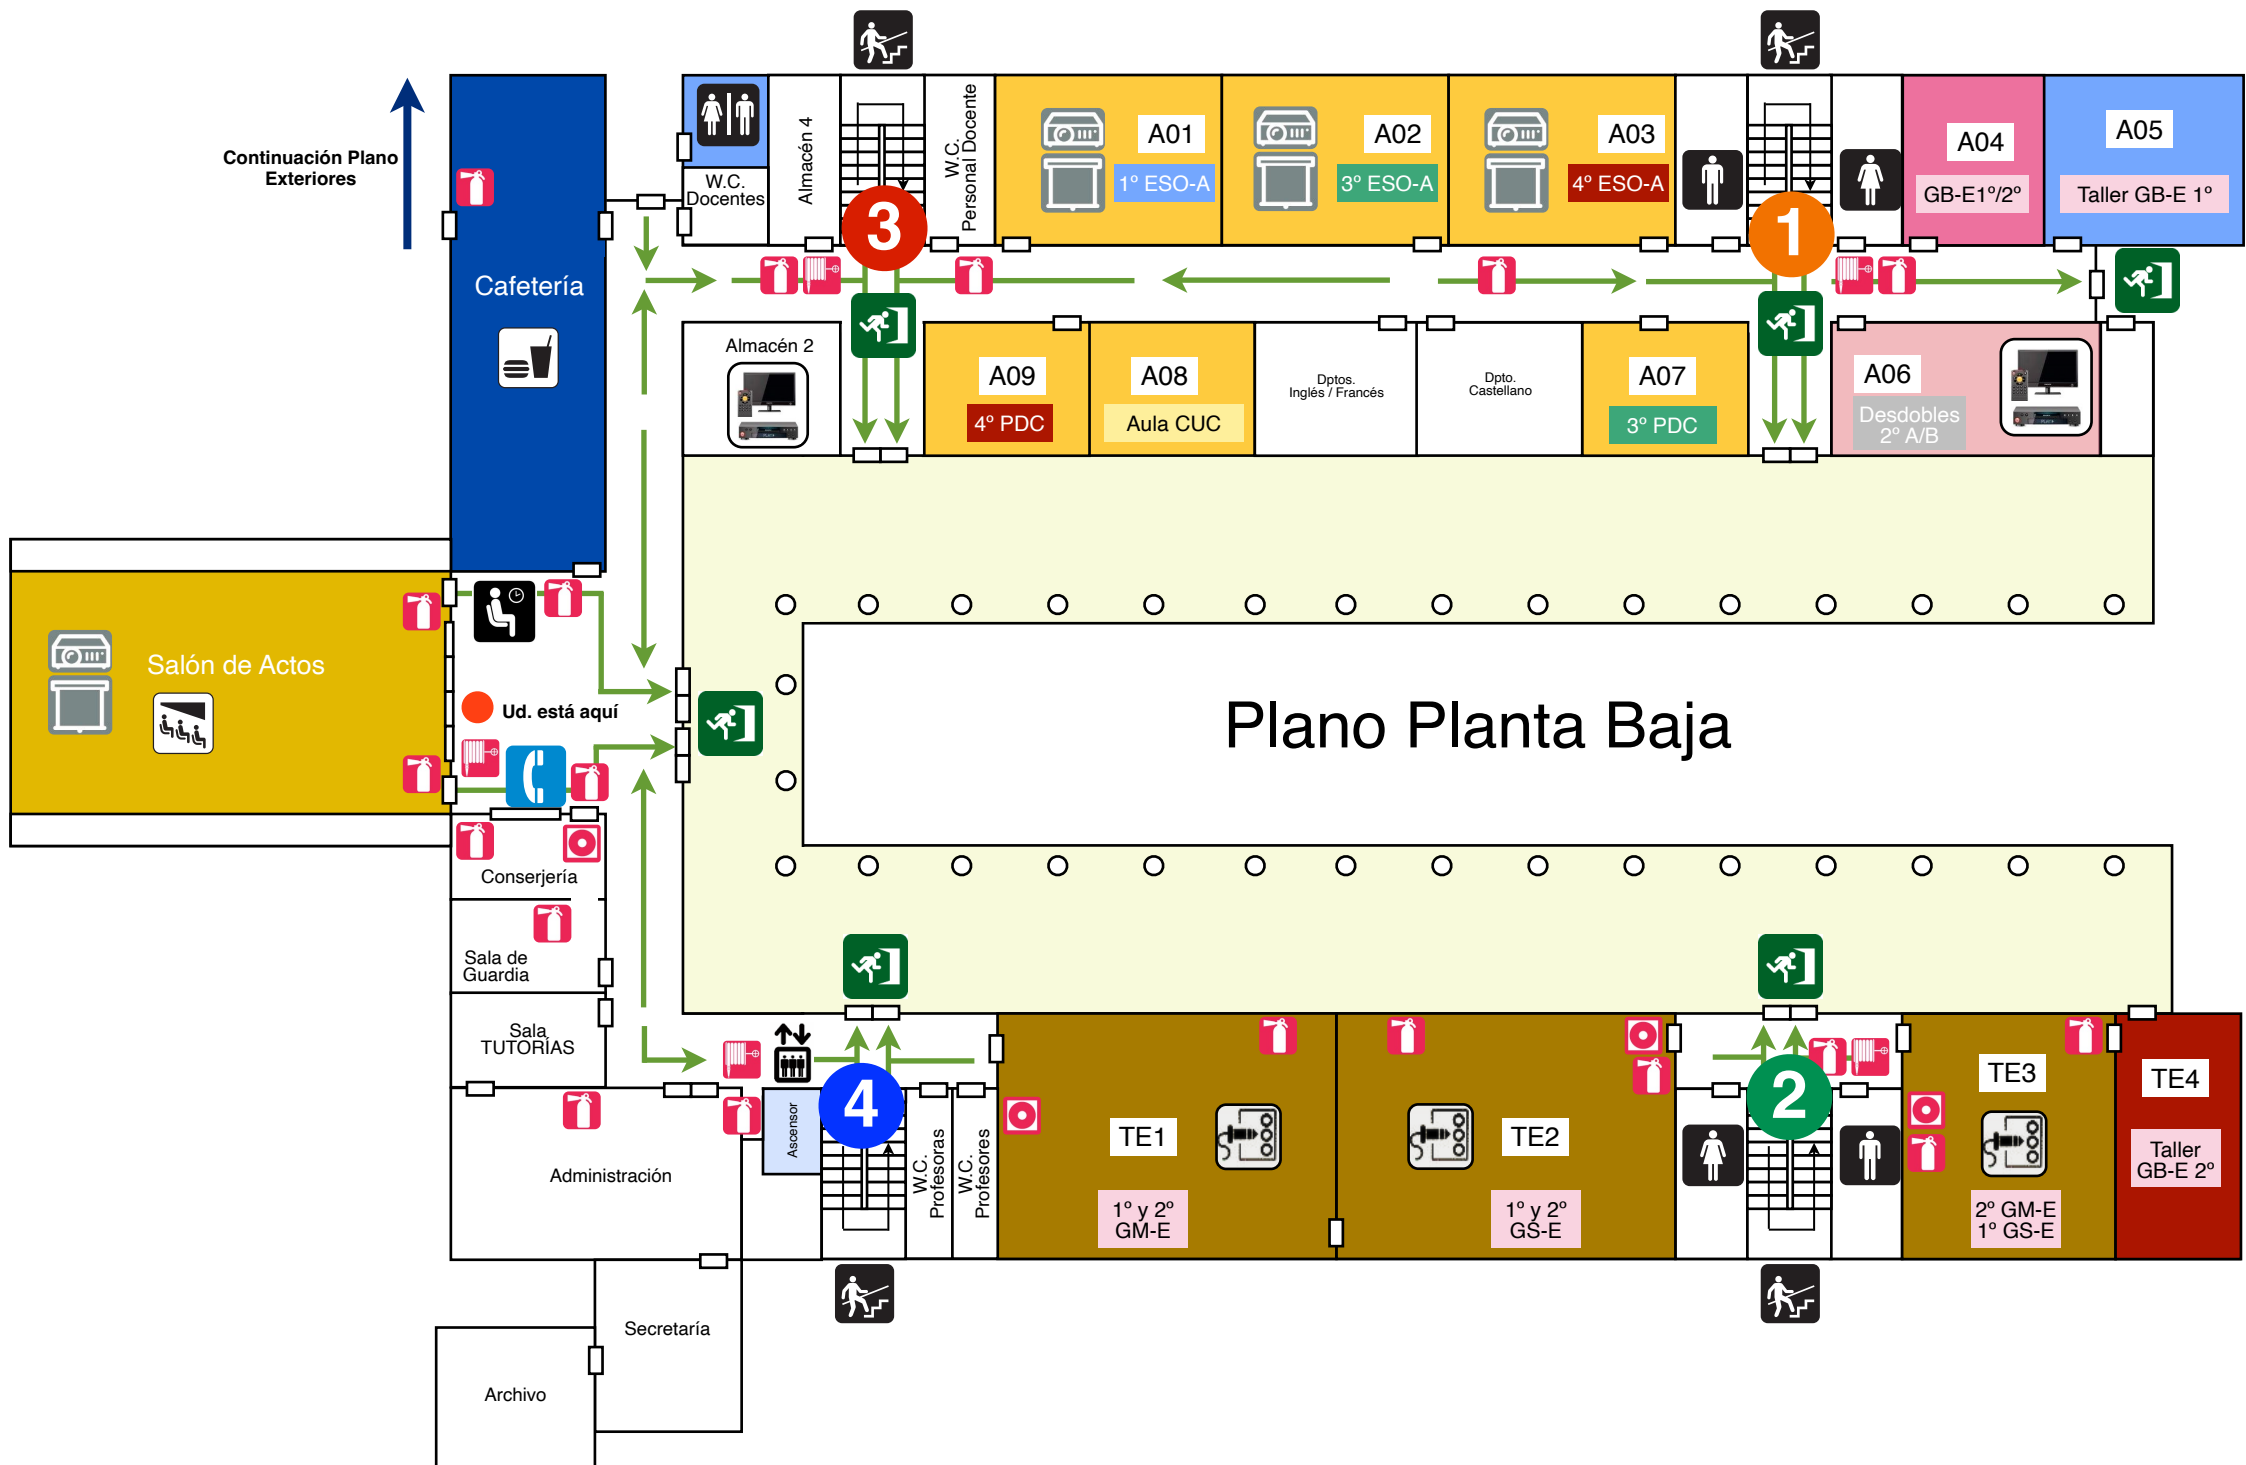 Continuación Plano
Exteriores
Cafetería
W.C.
Docentes
Almacén 4
3
W.C.
Personal Docente
A01
1º ESO-A
A02
3º ESO-A
A03
4º ESO-A
1
A04
GB-E1º/2º
A05
Taller GB-E 1º
Almacén 2
A09
4º PDC
A08
Aula CUC
Dptos.
Inglés / Francés
Dpto.
Castellano
A07
3º PDC
A06
Desdobles
2º A/B
Salón de Actos
Ud. está aquí
Plano Planta Baja
Conserjería
Sala de
Guardia
Sala
TUTORÍAS
Administración
Ascensor
4
W.C.
Profesoras
W.C.
Profesores
TE1
1º y 2º
GM-E
TE2
1º y 2º
GS-E
2
TE3
2º GM-E
1º GS-E
TE4
Taller
GB-E 2º
Secretaría
Archivo